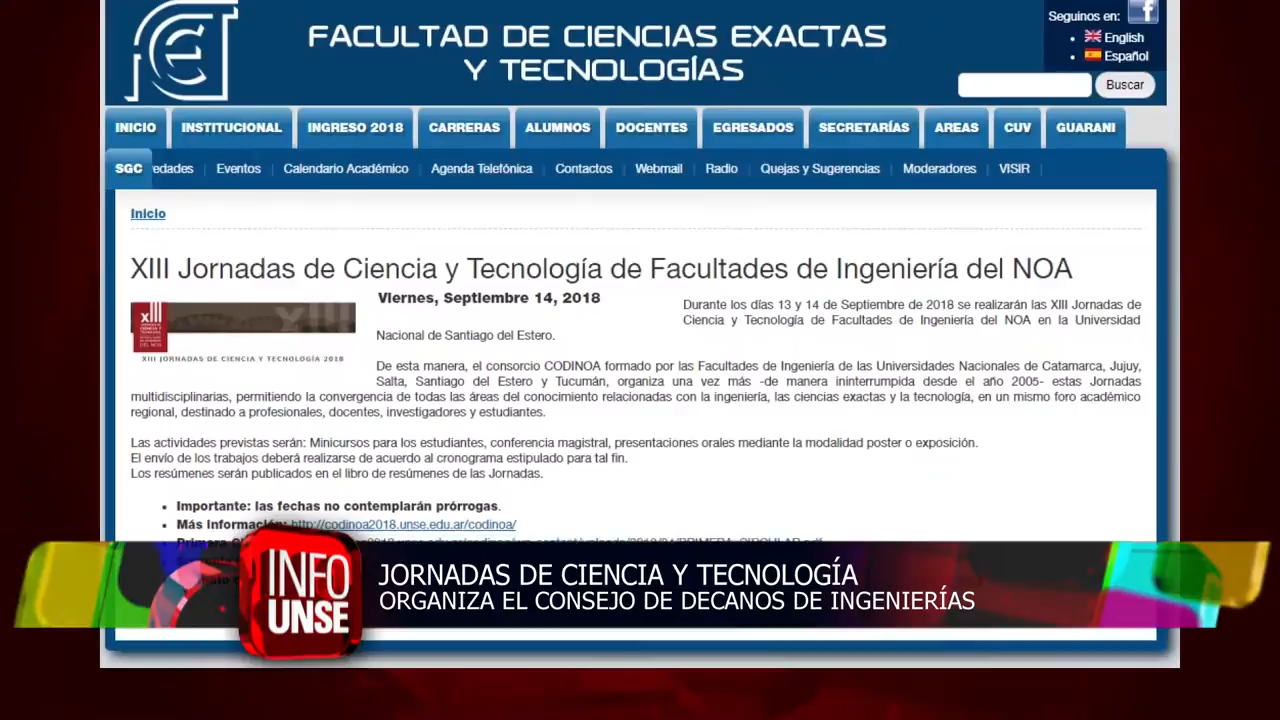 FACULTAD DE CIENCIAS EXACTAS
Y TECNOLOGÍAS
Seguinos en:
English
Español
Buscar
INICIO INSTITUCIONAL INGRESO 2018 CARRERAS ALUMNOS DOCENTES EGRESADOS SECRETARÍAS AREAS CUV GUARANI
SGC edades Eventos Calendario Académico Agenda Telefónica Contactos Webmail Radio Quejas y Sugerencias Moderadores VISIR
Inicio
XIII Jornadas de Ciencia y Tecnología de Facultades de Ingeniería del NOA
XIII JORNADAS DE CIENCIA Y TECNOLOGÍA 2018
Viernes, Septiembre 14, 2018
Durante los días 13 y 14 de Septiembre de 2018 se realizarán las XIII Jornadas de
Ciencia y Tecnología de Facultades de Ingeniería del NOA en la Universidad
Nacional de Santiago del Estero.
De esta manera, el consorcio CODINOA formado por las Facultades de Ingeniería de las Universidades Nacionales de Catamarca, Jujuy,
Salta, Santiago del Estero y Tucumán, organiza una vez más -de manera ininterrumpida desde el año 2005- estas Jornadas
multidisciplinarias, permitiendo la convergencia de todas las áreas del conocimiento relacionadas con la ingeniería, las ciencias exactas y la tecnología, en un mismo foro académico
regional, destinado a profesionales, docentes, investigadores y estudiantes.
Las actividades previstas serán: Minicursos para los estudiantes, conferencia magistral, presentaciones orales mediante la modalidad poster o exposición.
El envío de los trabajos deberá realizarse de acuerdo al cronograma estipulado para tal fin.
Los resúmenes serán publicados en el libro de resúmenes de las Jornadas.
Importante: las fechas no contemplarán prórrogas.
Más información: http://codinoa2018.unse.edu.ar/codinoa/
INFO
UNSE
JORNADAS DE CIENCIA Y TECNOLOGÍA
ORGANIZA EL CONSEJO DE DECANOS DE INGENIERÍAS